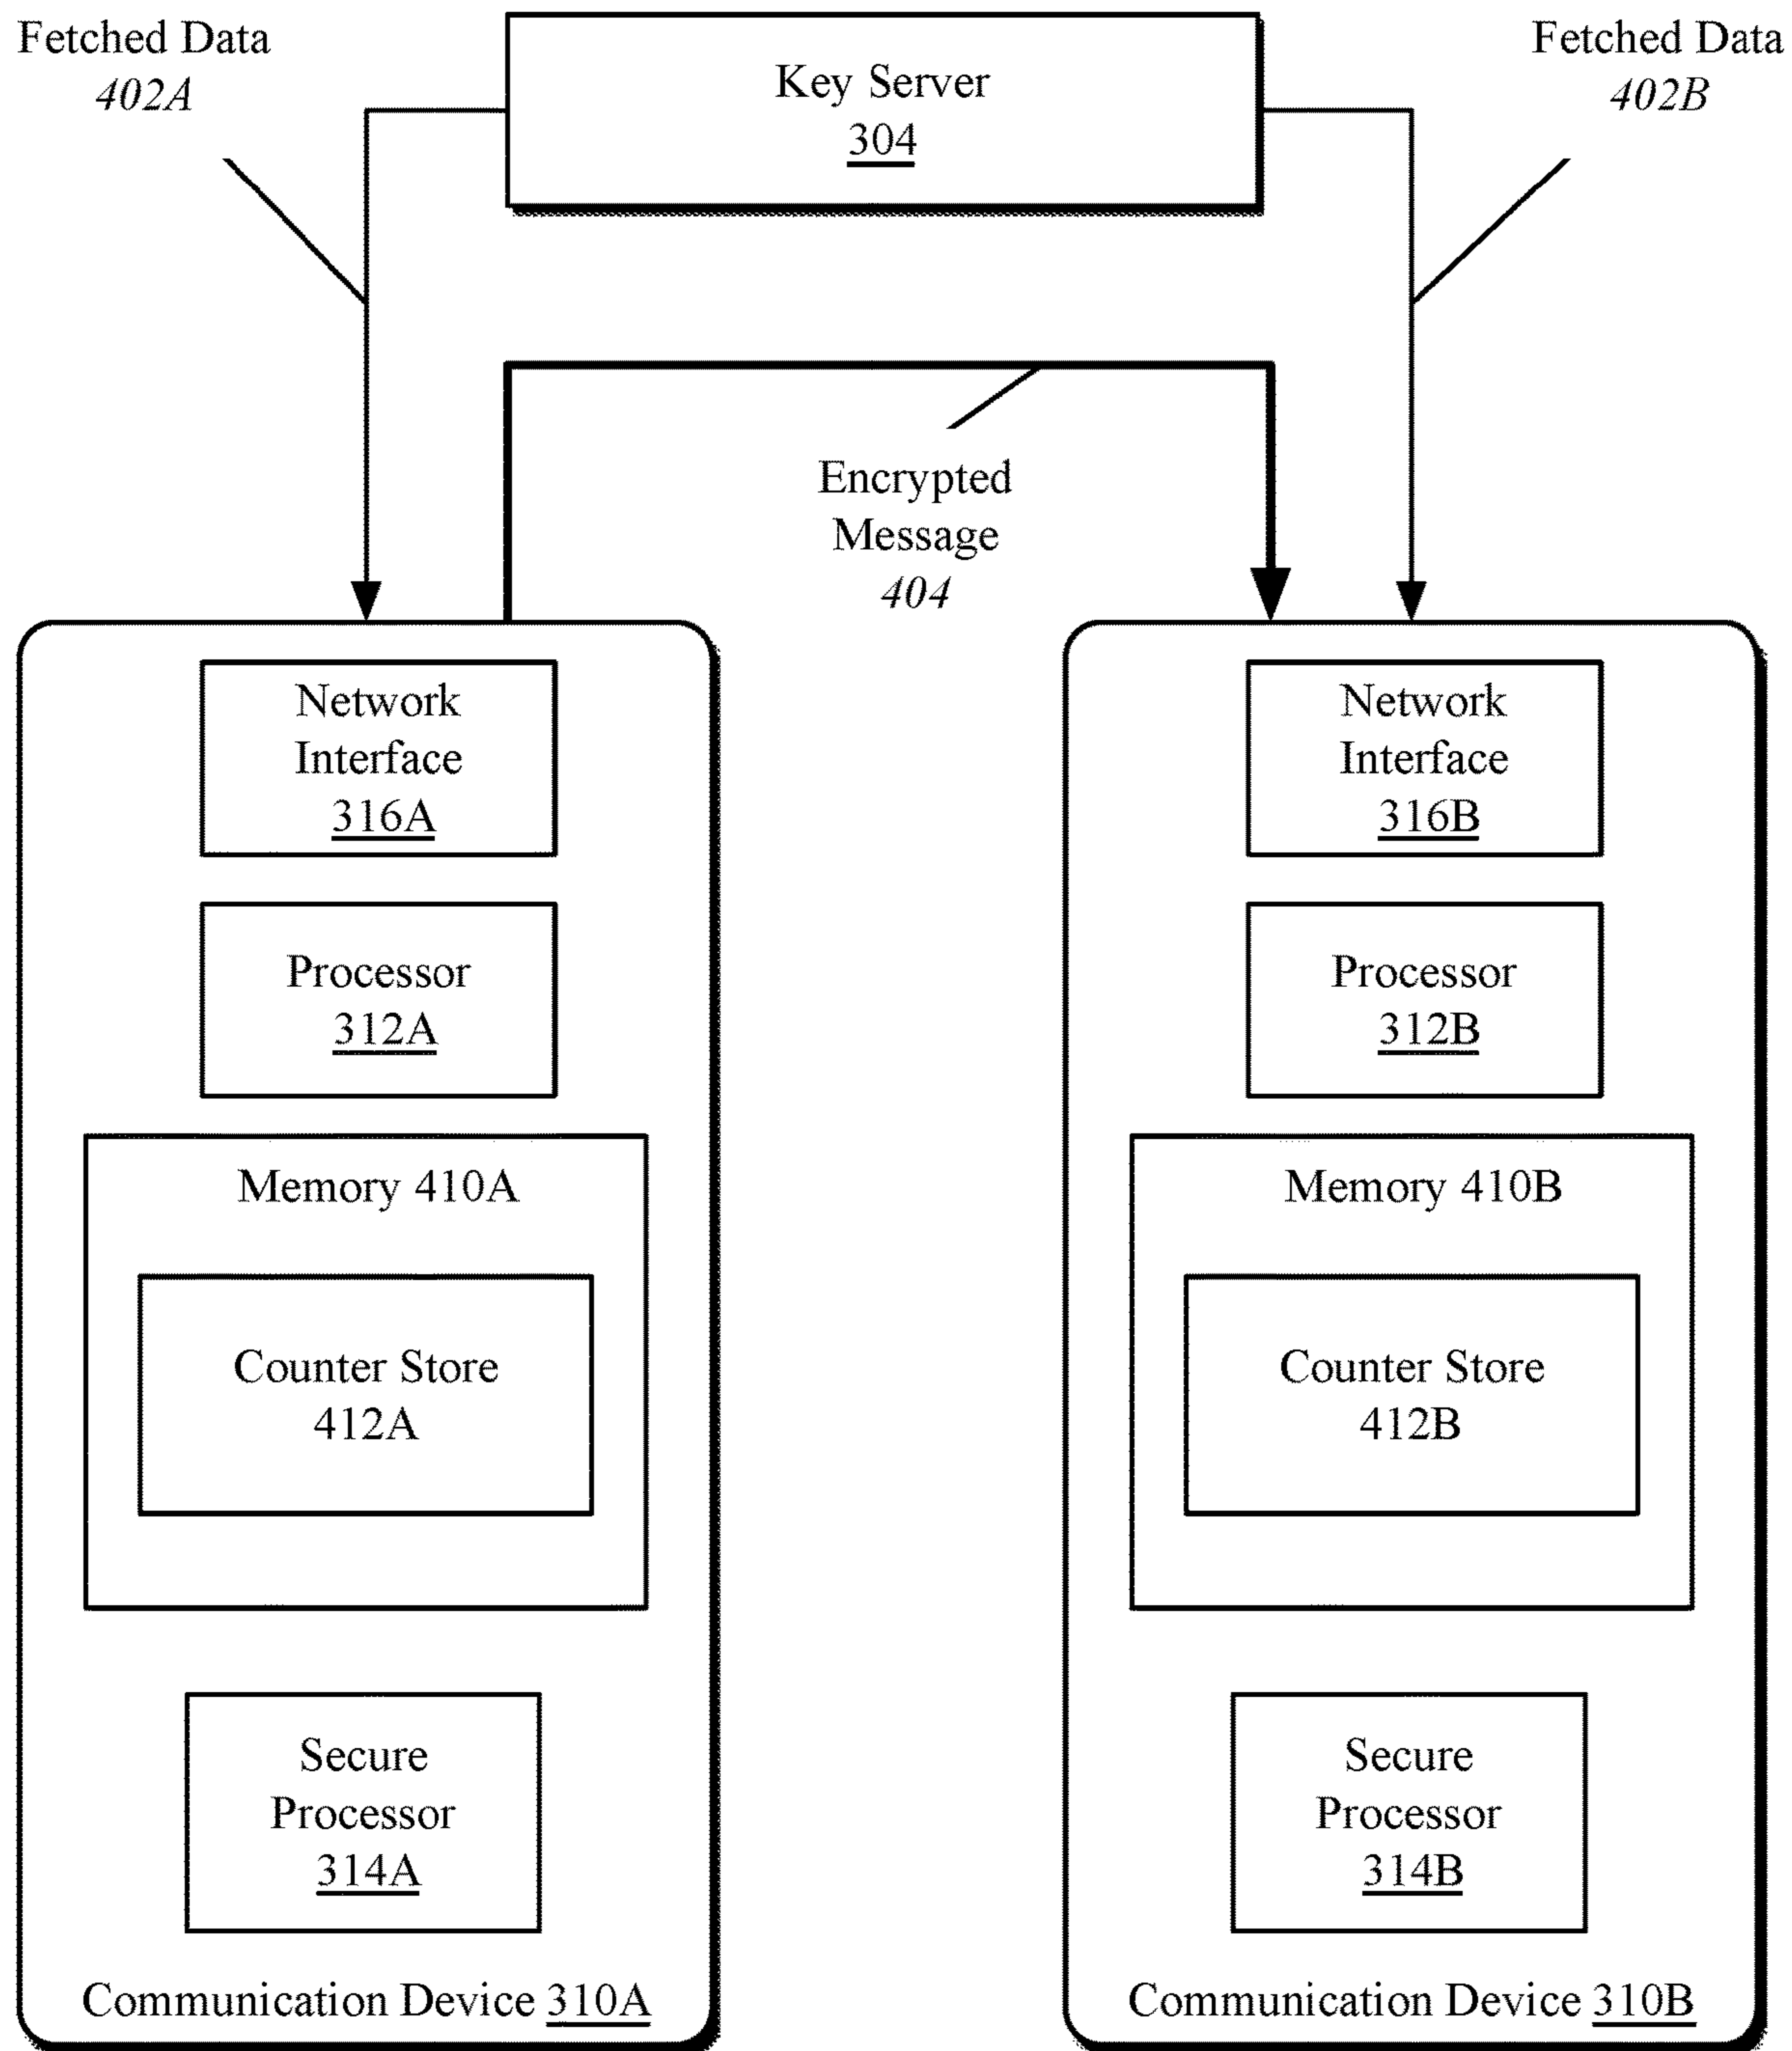 Fetched Data
402A
Key Server
304
Fetched Data
402B
Encrypted
Message
404
Network
Interface
316A
Processor
312A
Memory 410A
Counter Store
412A
Secure
Processor
314A
Communication Device 310A
Network
Interface
316B
Processor
312B
Memory 410B
Counter Store
412B
Secure
Processor
314B
Communication Device 310B